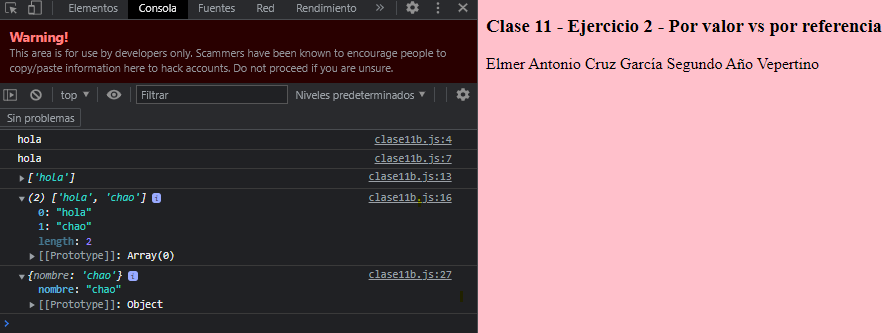 Elementos Consola Fuentes Red Rendimiento »
Warning!
This area is for use by developers only. Scammers have been known to encourage people to
copy/paste information here to hack accounts. Do not proceed if you are unsure.
top ▼ Filtrar Niveles predeterminados ▼
Sin problemas
hola clase11b.js:4
hola clase11b.js:7
▶ ['hola'] clase11b.js:13
▼ (2) ['hola', 'chao'] i clase11b.js:16
0: "hola"
1: "chao"
length: 2
▶ [[Prototype]]: Array(0)
▼ {nombre: 'chao'} i clase11b.js:27
nombre: "chao"
▶ [[Prototype]]: Object
>
Clase 11 - Ejercicio 2 - Por valor vs por referencia
Elmer Antonio Cruz García Segundo Año Vepertino